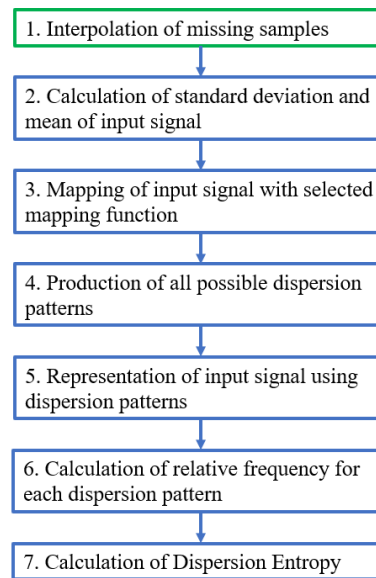 1. Interpolation of missing samples
2. Calculation of standard deviation and
mean of input signal
3. Mapping of input signal with selected
mapping function
4. Production of all possible dispersion
patterns
5. Representation of input signal using
dispersion patterns
6. Calculation of relative frequency for
each dispersion pattern
7. Calculation of Dispersion Entropy